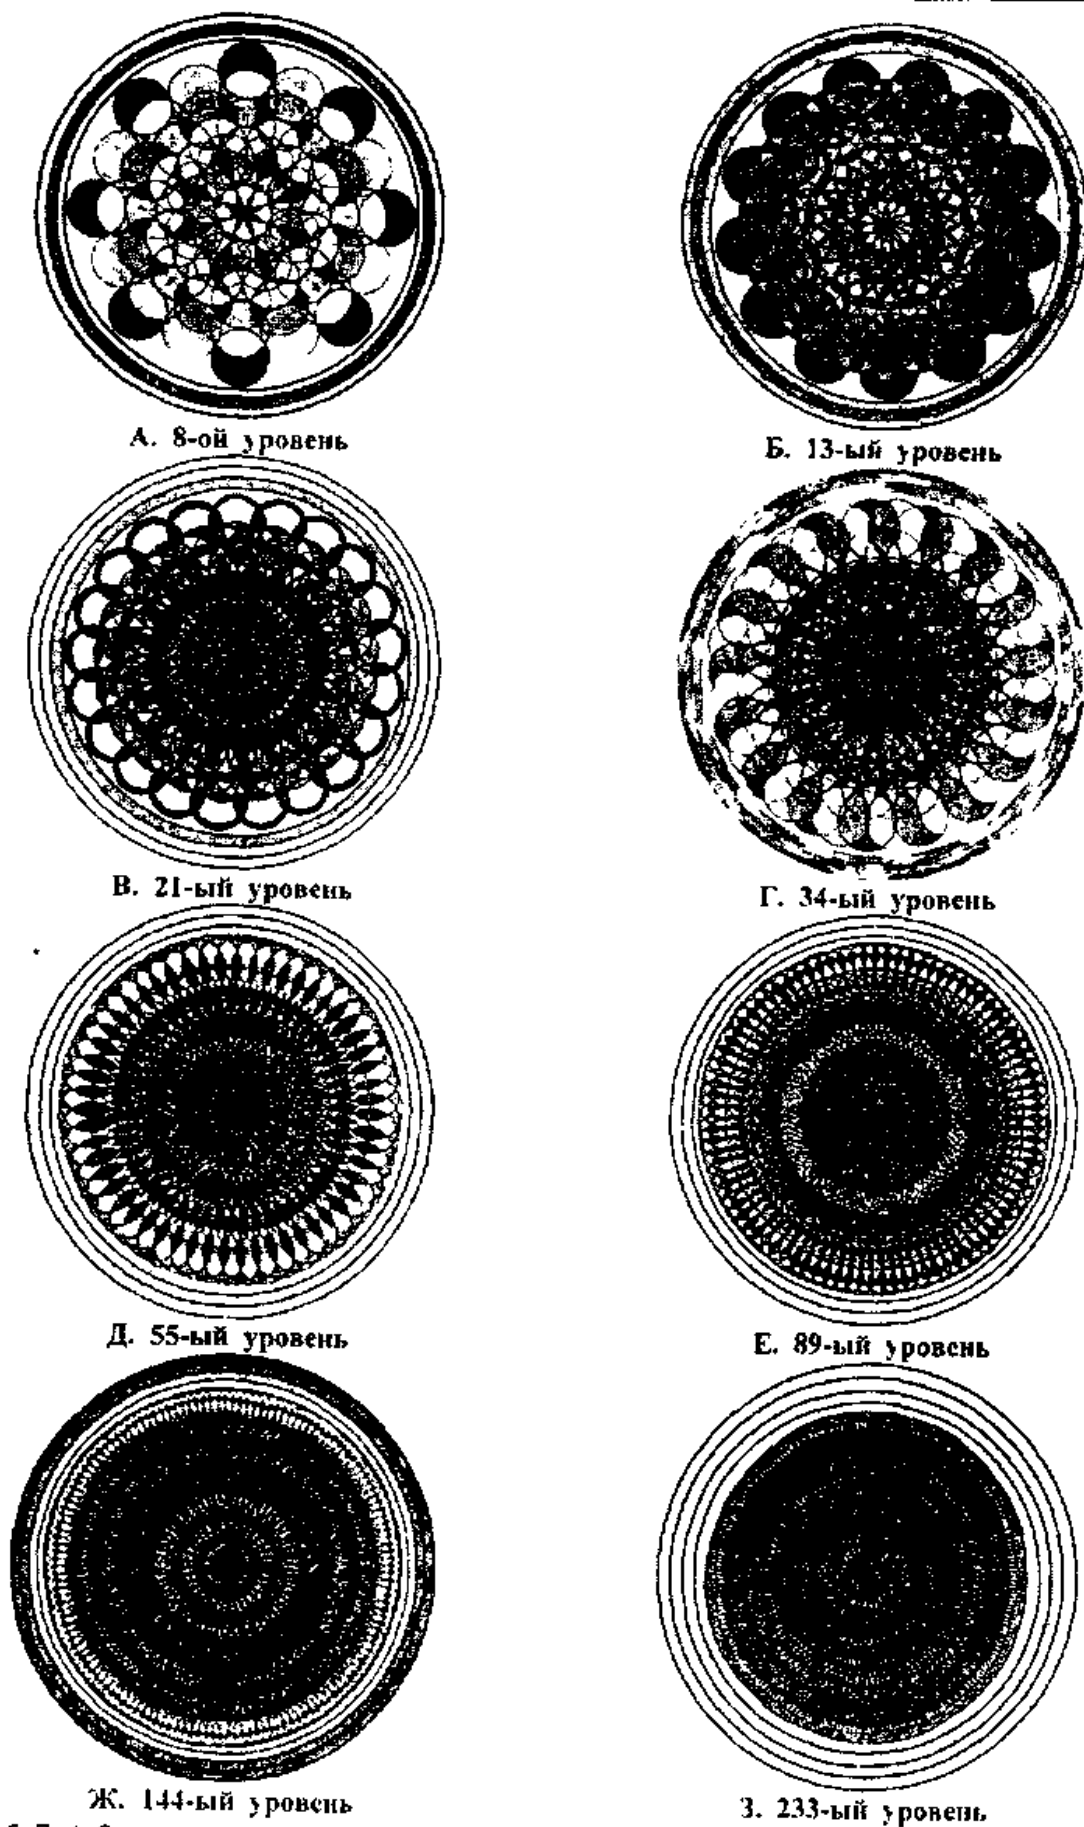 А. 8-ой уровень
Б. 13-ый уровень
В. 21-ый уровень
Г. 34-ый уровень
Д. 55-ый уровень
Е. 89-ый уровень
Ж. 144-ый уровень
З. 233-ый уровень